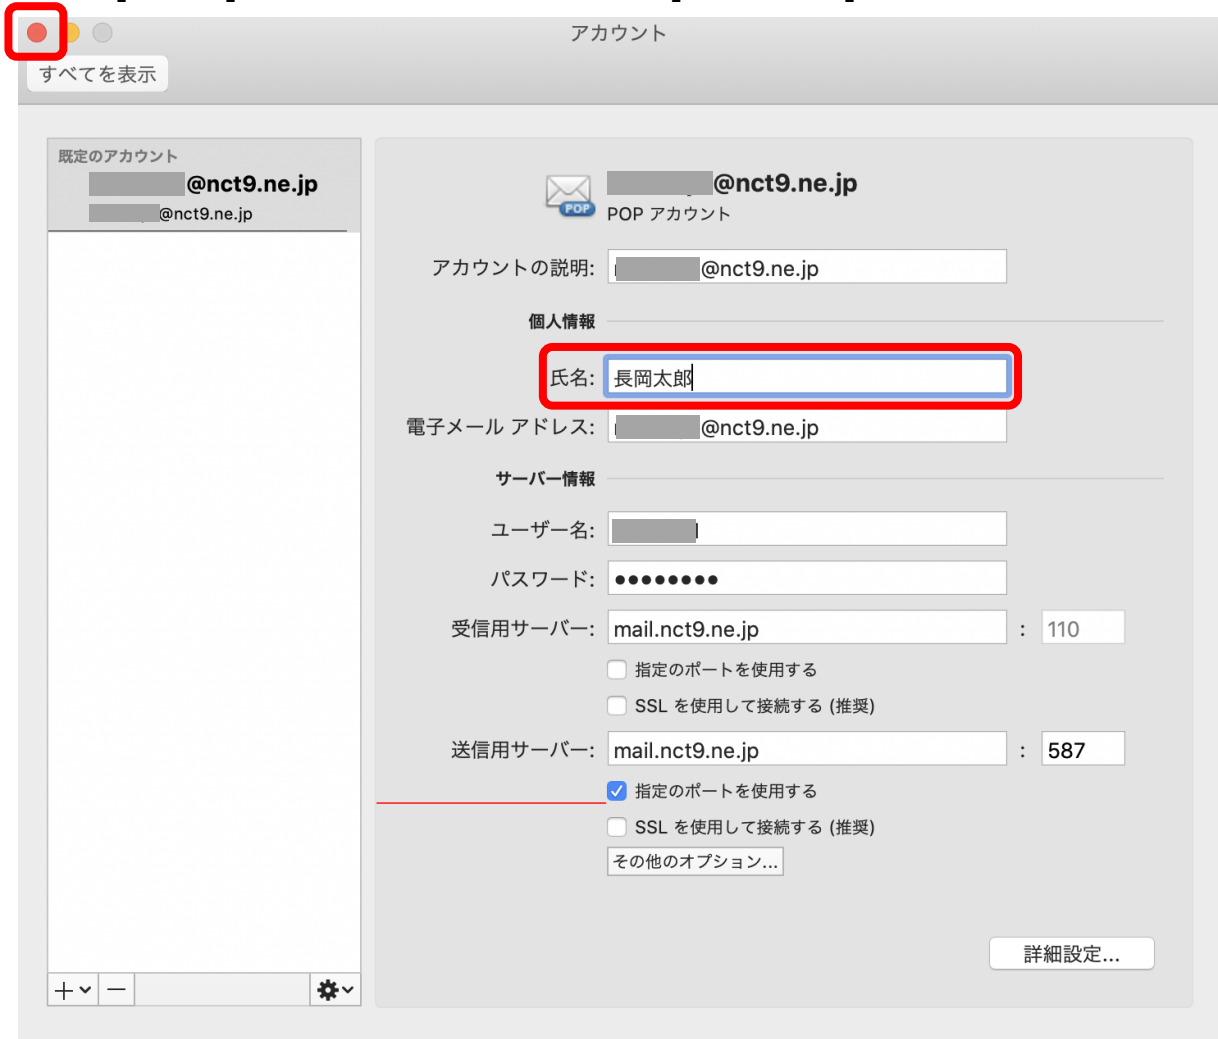 アカウント
すべてを表示
既定のアカウント
@nct9.ne.jp
@nct9.ne.jp
@nct9.ne.jp
POP
POP アカウント
アカウントの説明: @nct9.ne.jp
個人情報
氏名: 長岡太郎
電子メール アドレス: @nct9.ne.jp
サーバー情報
ユーザー名:
パスワード: ●●●●●●●●
受信用サーバー: mail.nct9.ne.jp : 110
指定のポートを使用する
SSL を使用して接続する (推奨)
送信用サーバー: mail.nct9.ne.jp : 587
指定のポートを使用する
SSL を使用して接続する (推奨)
その他のオプション...
詳細設定...